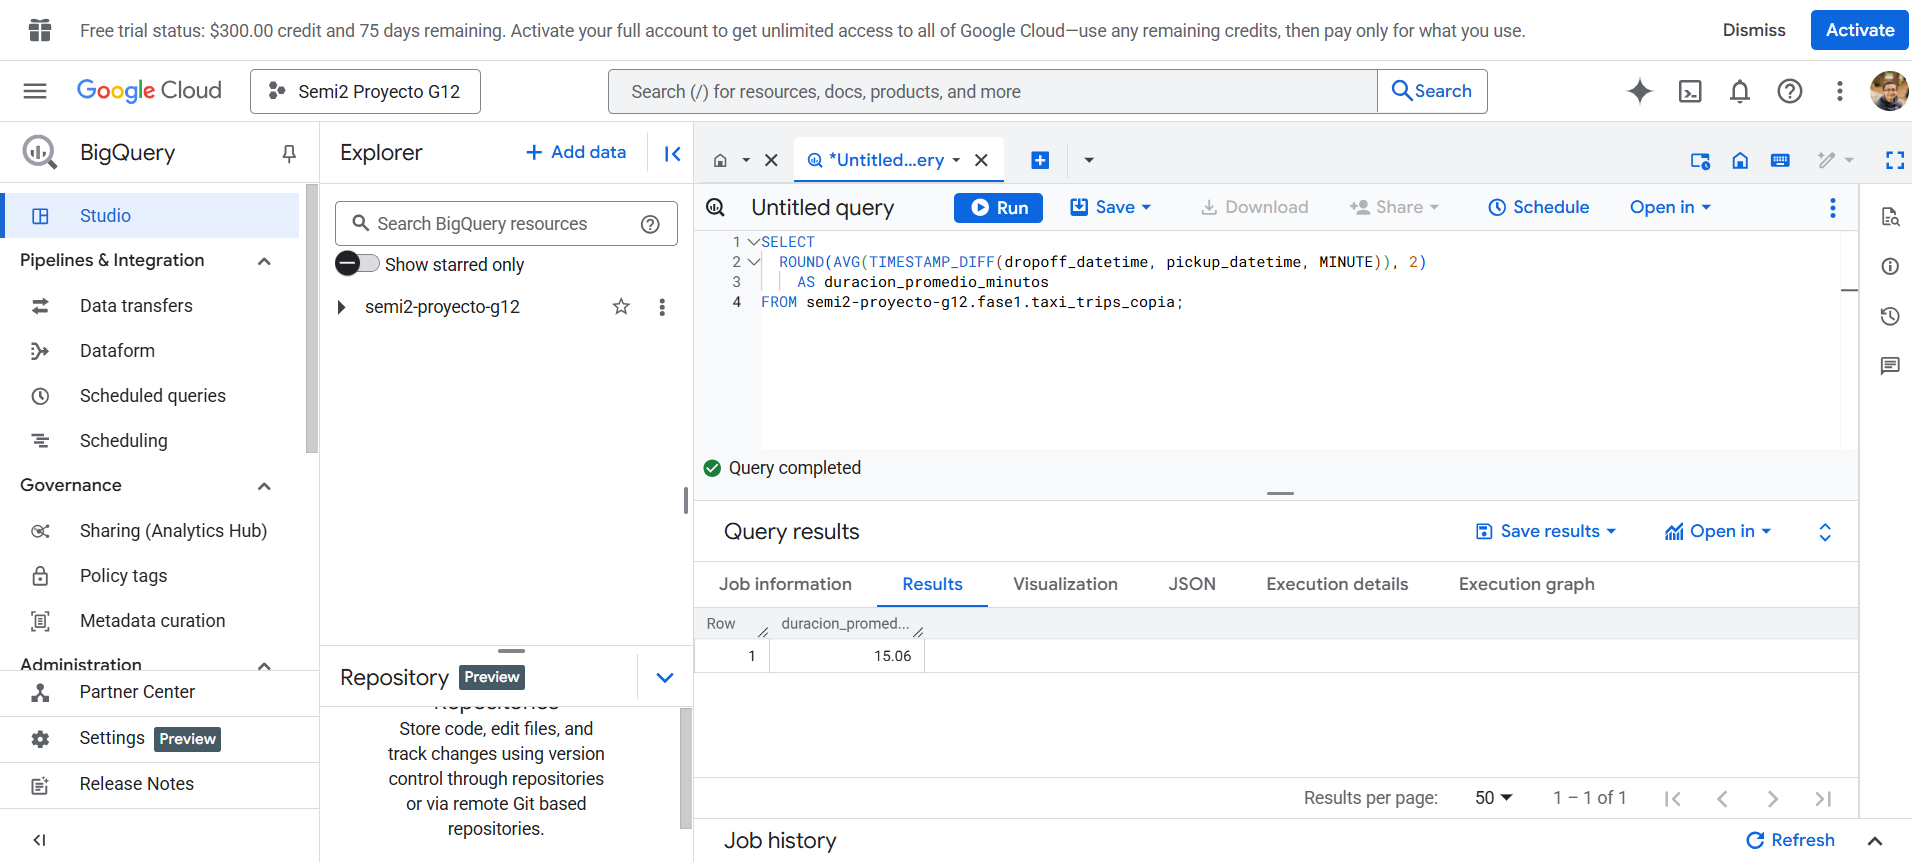 Free trial status: $300.00 credit and 75 days remaining. Activate your full account to get unlimited access to all of Google Cloud—use any remaining credits, then pay only for what you use.
Dismiss
Activate
Google Cloud
Semi2 Proyecto G12
Search (/) for resources, docs, products, and more
Search
BigQuery
Studio
Pipelines & Integration
Data transfers
Dataform
Scheduled queries
Scheduling
Governance
Sharing (Analytics Hub)
Policy tags
Metadata curation
Administration
Partner Center
Settings Preview
Release Notes
Explorer
+ Add data
Search BigQuery resources
Show starred only
semi2-proyecto-g12
Repository Preview
Repositories
Store code, edit files, and
track changes using version
control through repositories
or via remote Git based
repositories.
*Untitled...ery
Untitled query
Run
Save
Download
Share
Schedule
Open in
1 SELECT
2 ROUND(AVG(TIMESTAMP_DIFF(dropoff_datetime, pickup_datetime, MINUTE)), 2)
3 AS duracion_promedio_minutos
4 FROM semi2-proyecto-g12.fase1.taxi_trips_copia;
Query completed
Query results
Save results
Open in
Job information
Results
Visualization
JSON
Execution details
Execution graph
Row duracion_promed...
1 15.06
Results per page: 50 1 – 1 of 1
Job history
Refresh